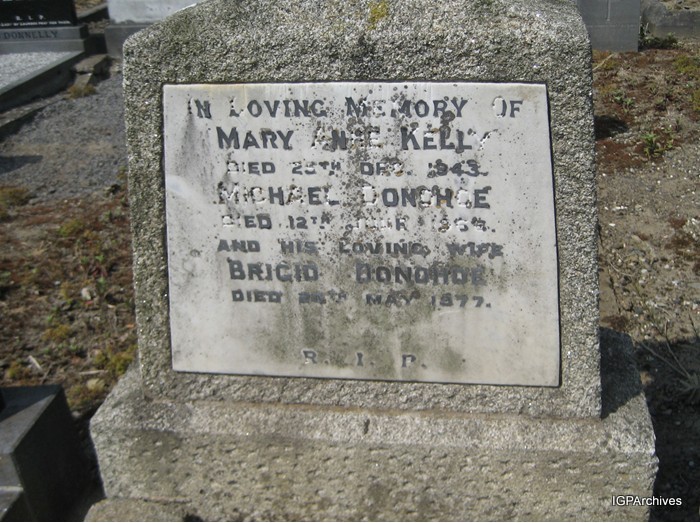 R.I.P.
DONNELLY
IN LOVING MEMORY OF
MARY ANNE KELLY
DIED 25TH DEC. 1943.
MICHAEL DONOHOE
DIED 12TH
AND HIS LOVING WIFE
BRIGID DONOHOE
DIED MAY 1977.
R. I. P.
IGPArchives